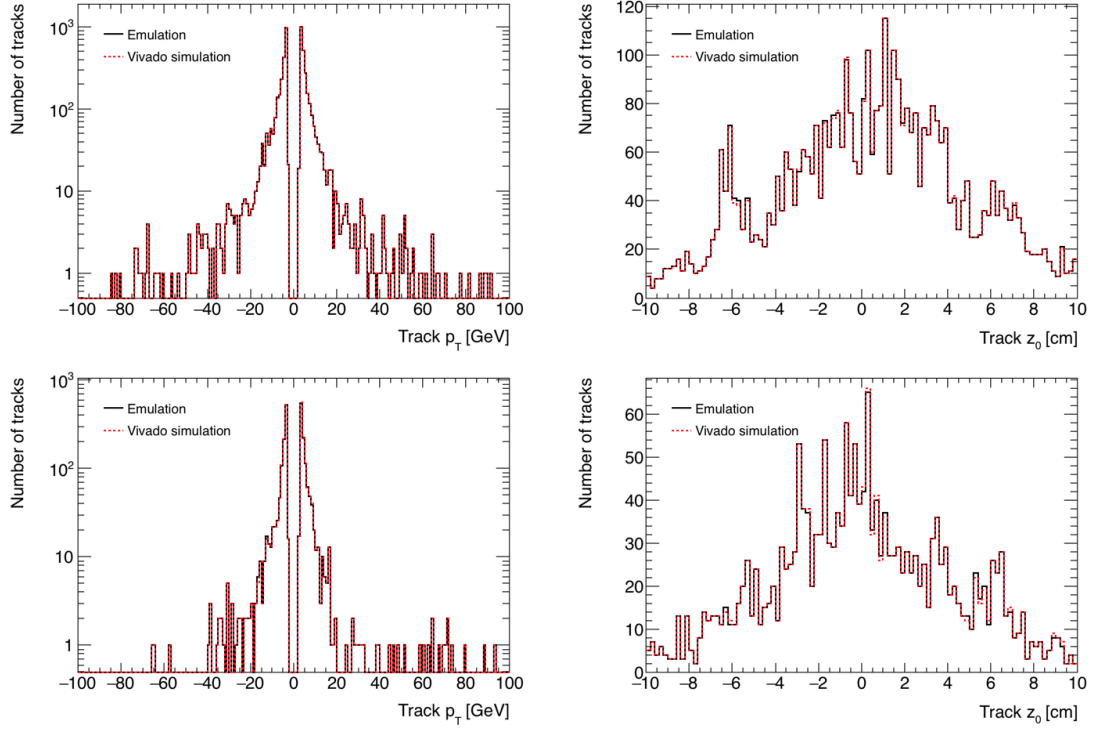 Number of tracks
10³
10²
10
1
Emulation
Vivado simulation
−100 −80 −60 −40 −20 0 20 40 60 80 100
Track p_T [GeV]
Number of tracks
120
100
80
60
40
20
0
Emulation
Vivado simulation
−10 −8 −6 −4 −2 0 2 4 6 8 10
Track z_0 [cm]
Number of tracks
10³
10²
10
1
Emulation
Vivado simulation
−100 −80 −60 −40 −20 0 20 40 60 80 100
Track p_T [GeV]
Number of tracks
60
50
40
30
20
10
0
Emulation
Vivado simulation
−10 −8 −6 −4 −2 0 2 4 6 8 10
Track z_0 [cm]